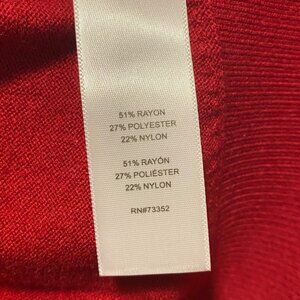 51% RAYON
27% POLYESTER
22% NYLON
51% RAYÓN
27% POLIÉSTER
22% NYLON
RN#73352